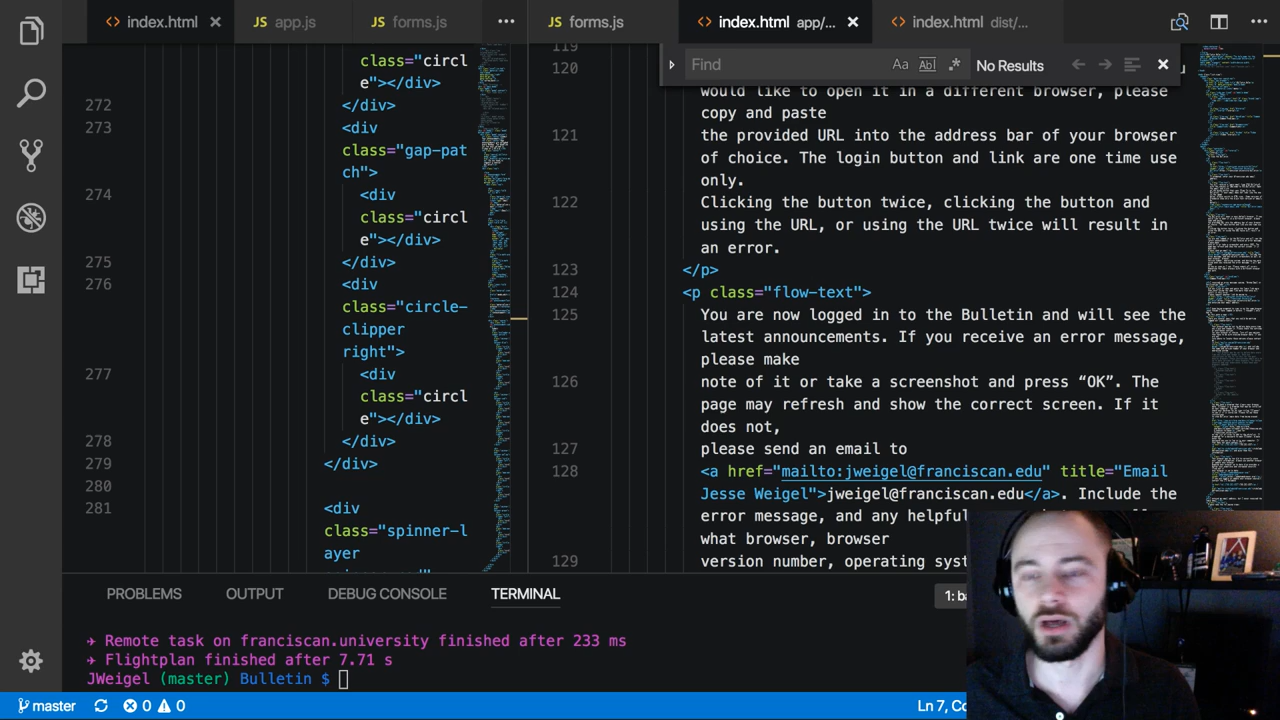 index.html
JS app.js
JS forms.js
JS forms.js
index.html app/...
index.html dist/...
Find
Aa Abl .*
No Results
class="circl
e"></div>
272 </div>
273 <div
class="gap-pat
ch">
274 <div
class="circl
e"></div>
275 </div>
276 <div
class="circle-
clipper
right">
277 <div
class="circl
e"></div>
278 </div>
279 </div>
280
281 <div
class="spinner-l
ayer
119
120
would like to open it in a different browser, please
copy and paste
121 the provided URL into the address bar of your browser
of choice. The login button and link are one time use
only.
122 Clicking the button twice, clicking the button and
using the URL, or using the URL twice will result in
an error.
123 </p>
124 <p class="flow-text">
125 You are now logged in to the Bulletin and will see the
latest announcements. If you receive an error message,
please make
126 note of it or take a screenshot and press “OK”. The
page may refresh and show the correct screen. If it
does not,
127 please send an email to
128 <a href="mailto:jweigel@franciscan.edu" title="Email
Jesse Weigel">jweigel@franciscan.edu</a>. Include the
error message, and any helpful
what browser, browser
129 version number, operating syst
PROBLEMS OUTPUT DEBUG CONSOLE TERMINAL
1: ba
✈ Remote task on franciscan.university finished after 233 ms
✈ Flightplan finished after 7.71 s
JWeigel (master) Bulletin $
master 0 0
Ln 7, Co